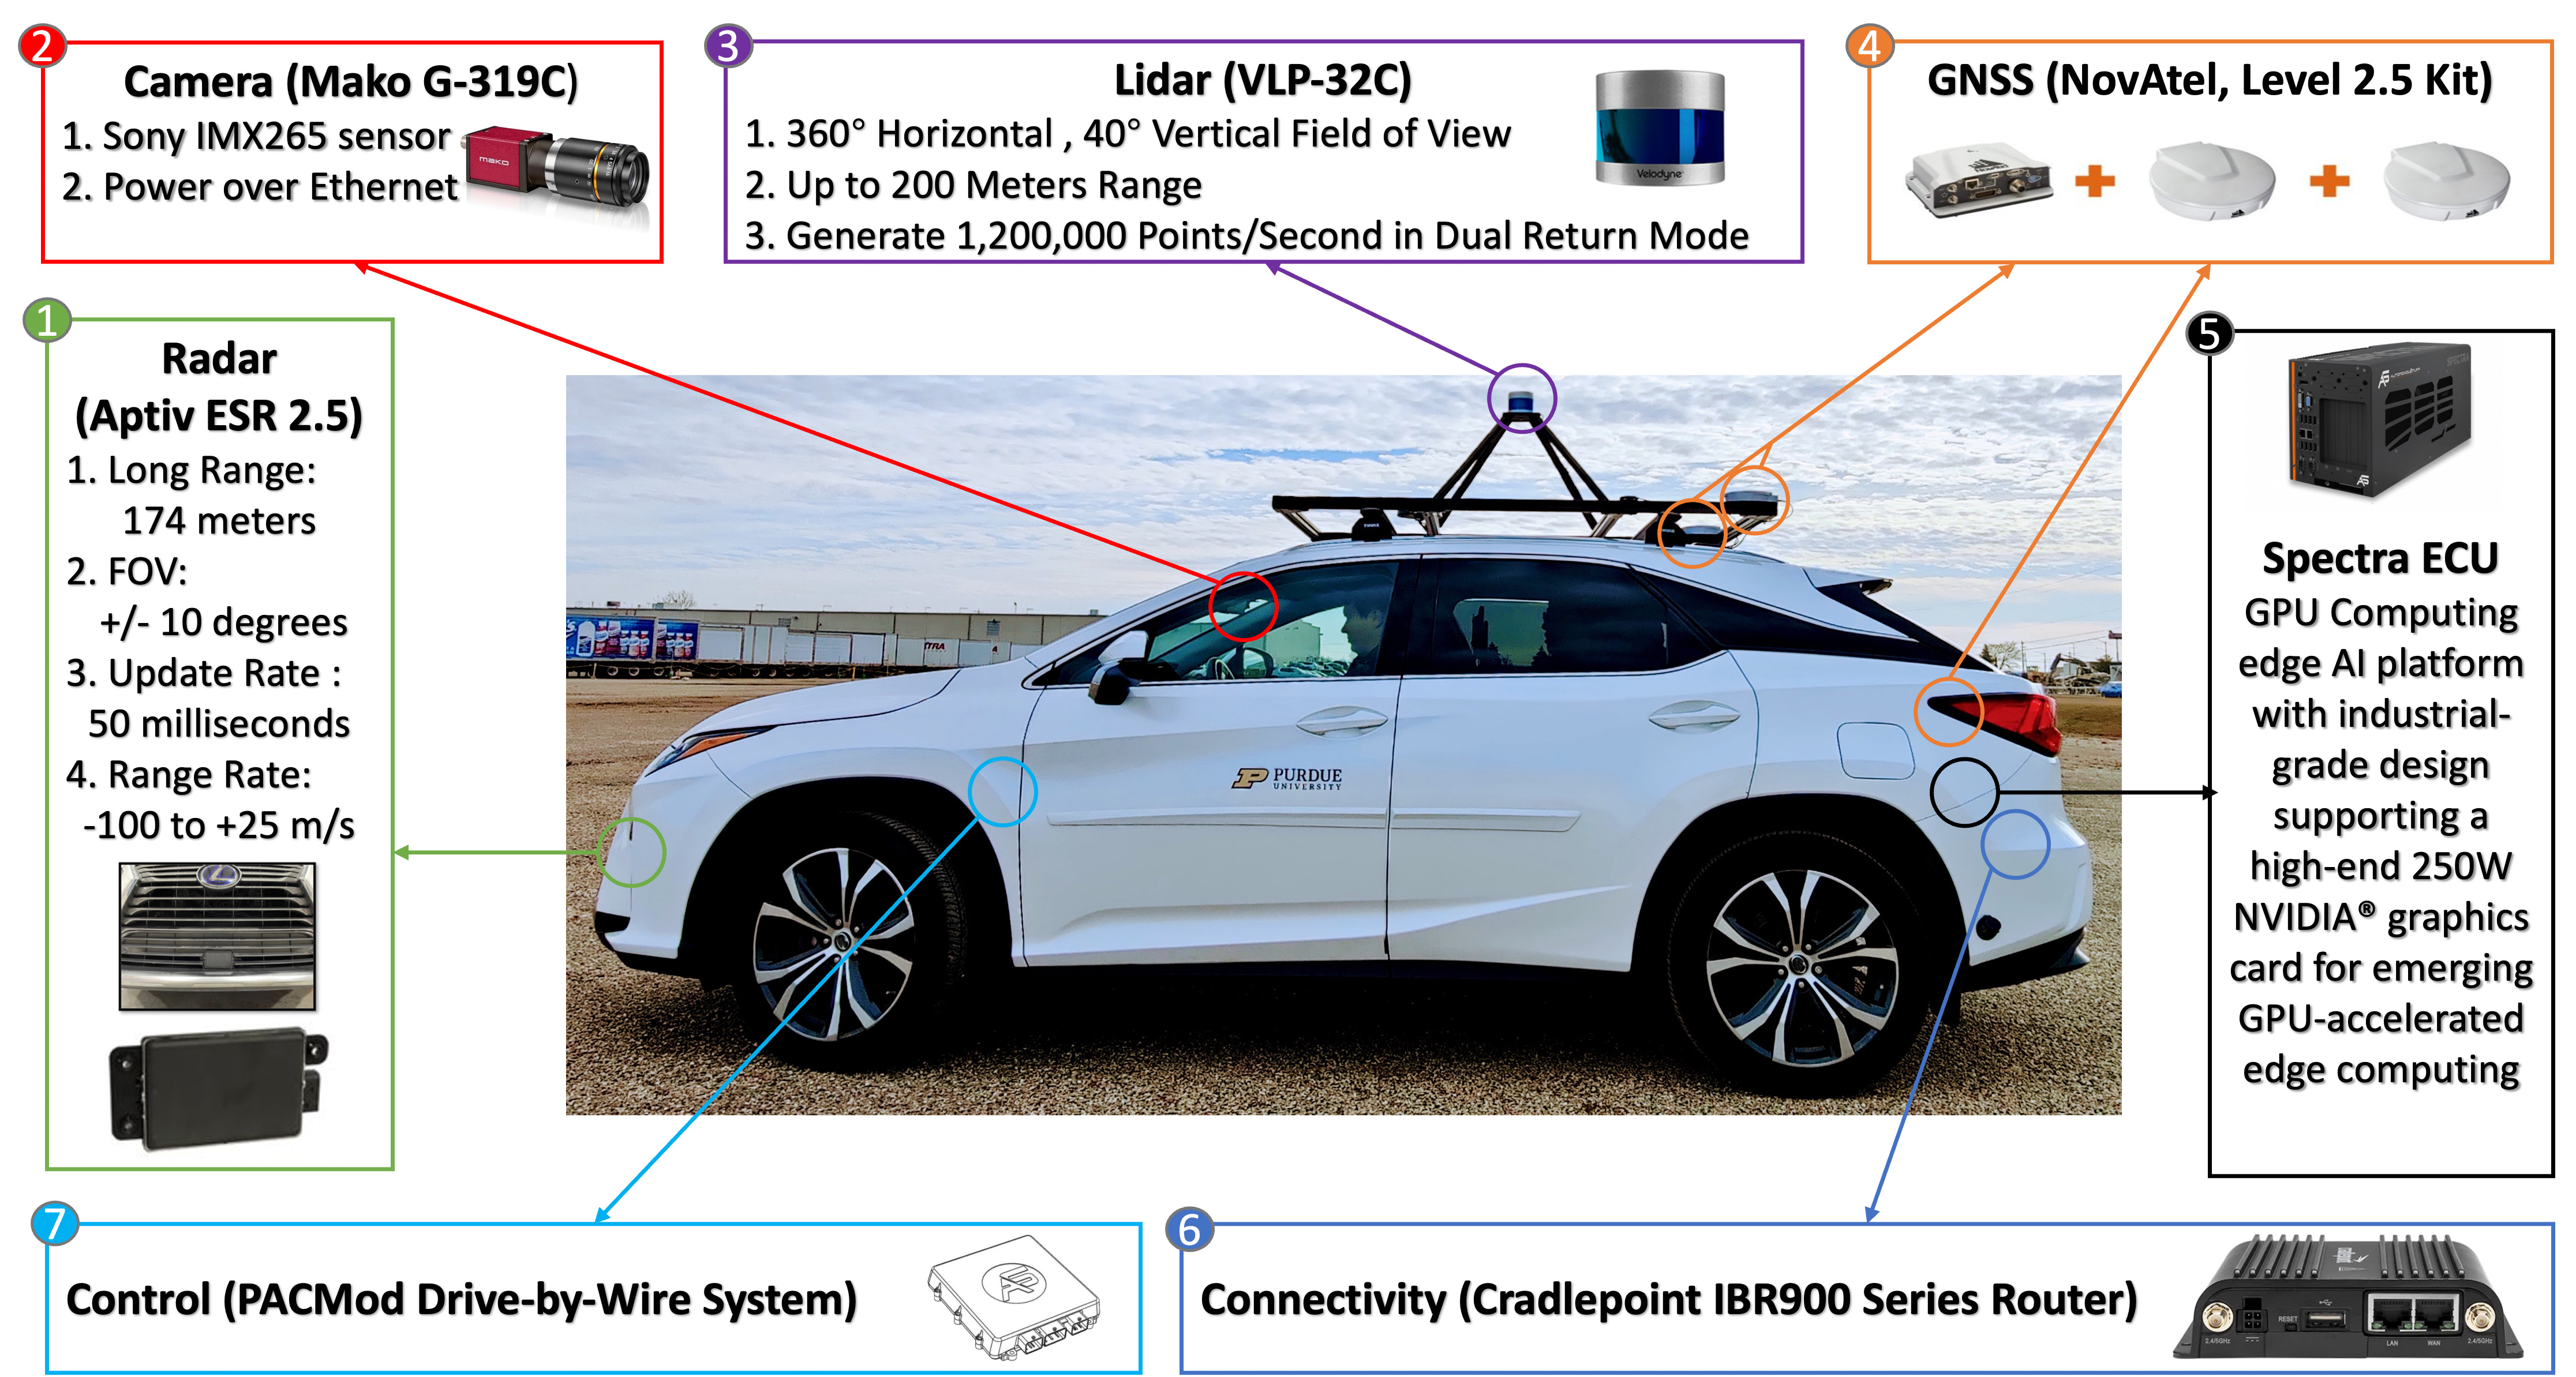 2
Camera (Mako G-319C)
1. Sony IMX265 sensor
2. Power over Ethernet
mako
3
Lidar (VLP-32C)
1. 360° Horizontal , 40° Vertical Field of View
2. Up to 200 Meters Range
3. Generate 1,200,000 Points/Second in Dual Return Mode
Velodyne
4
GNSS (NovAtel, Level 2.5 Kit)
1
Radar
(Aptiv ESR 2.5)
1. Long Range:
174 meters
2. FOV:
+/- 10 degrees
3. Update Rate :
50 milliseconds
4. Range Rate:
-100 to +25 m/s
P PURDUE
UNIVERSITY
5
Spectra ECU
GPU Computing
edge AI platform
with industrial-
grade design
supporting a
high-end 250W
NVIDIA® graphics
card for emerging
GPU-accelerated
edge computing
7
Control (PACMod Drive-by-Wire System)
6
Connectivity (Cradlepoint IBR900 Series Router)
2.4/5GHz
RESET
LAN
WAN
2.4/5GHz